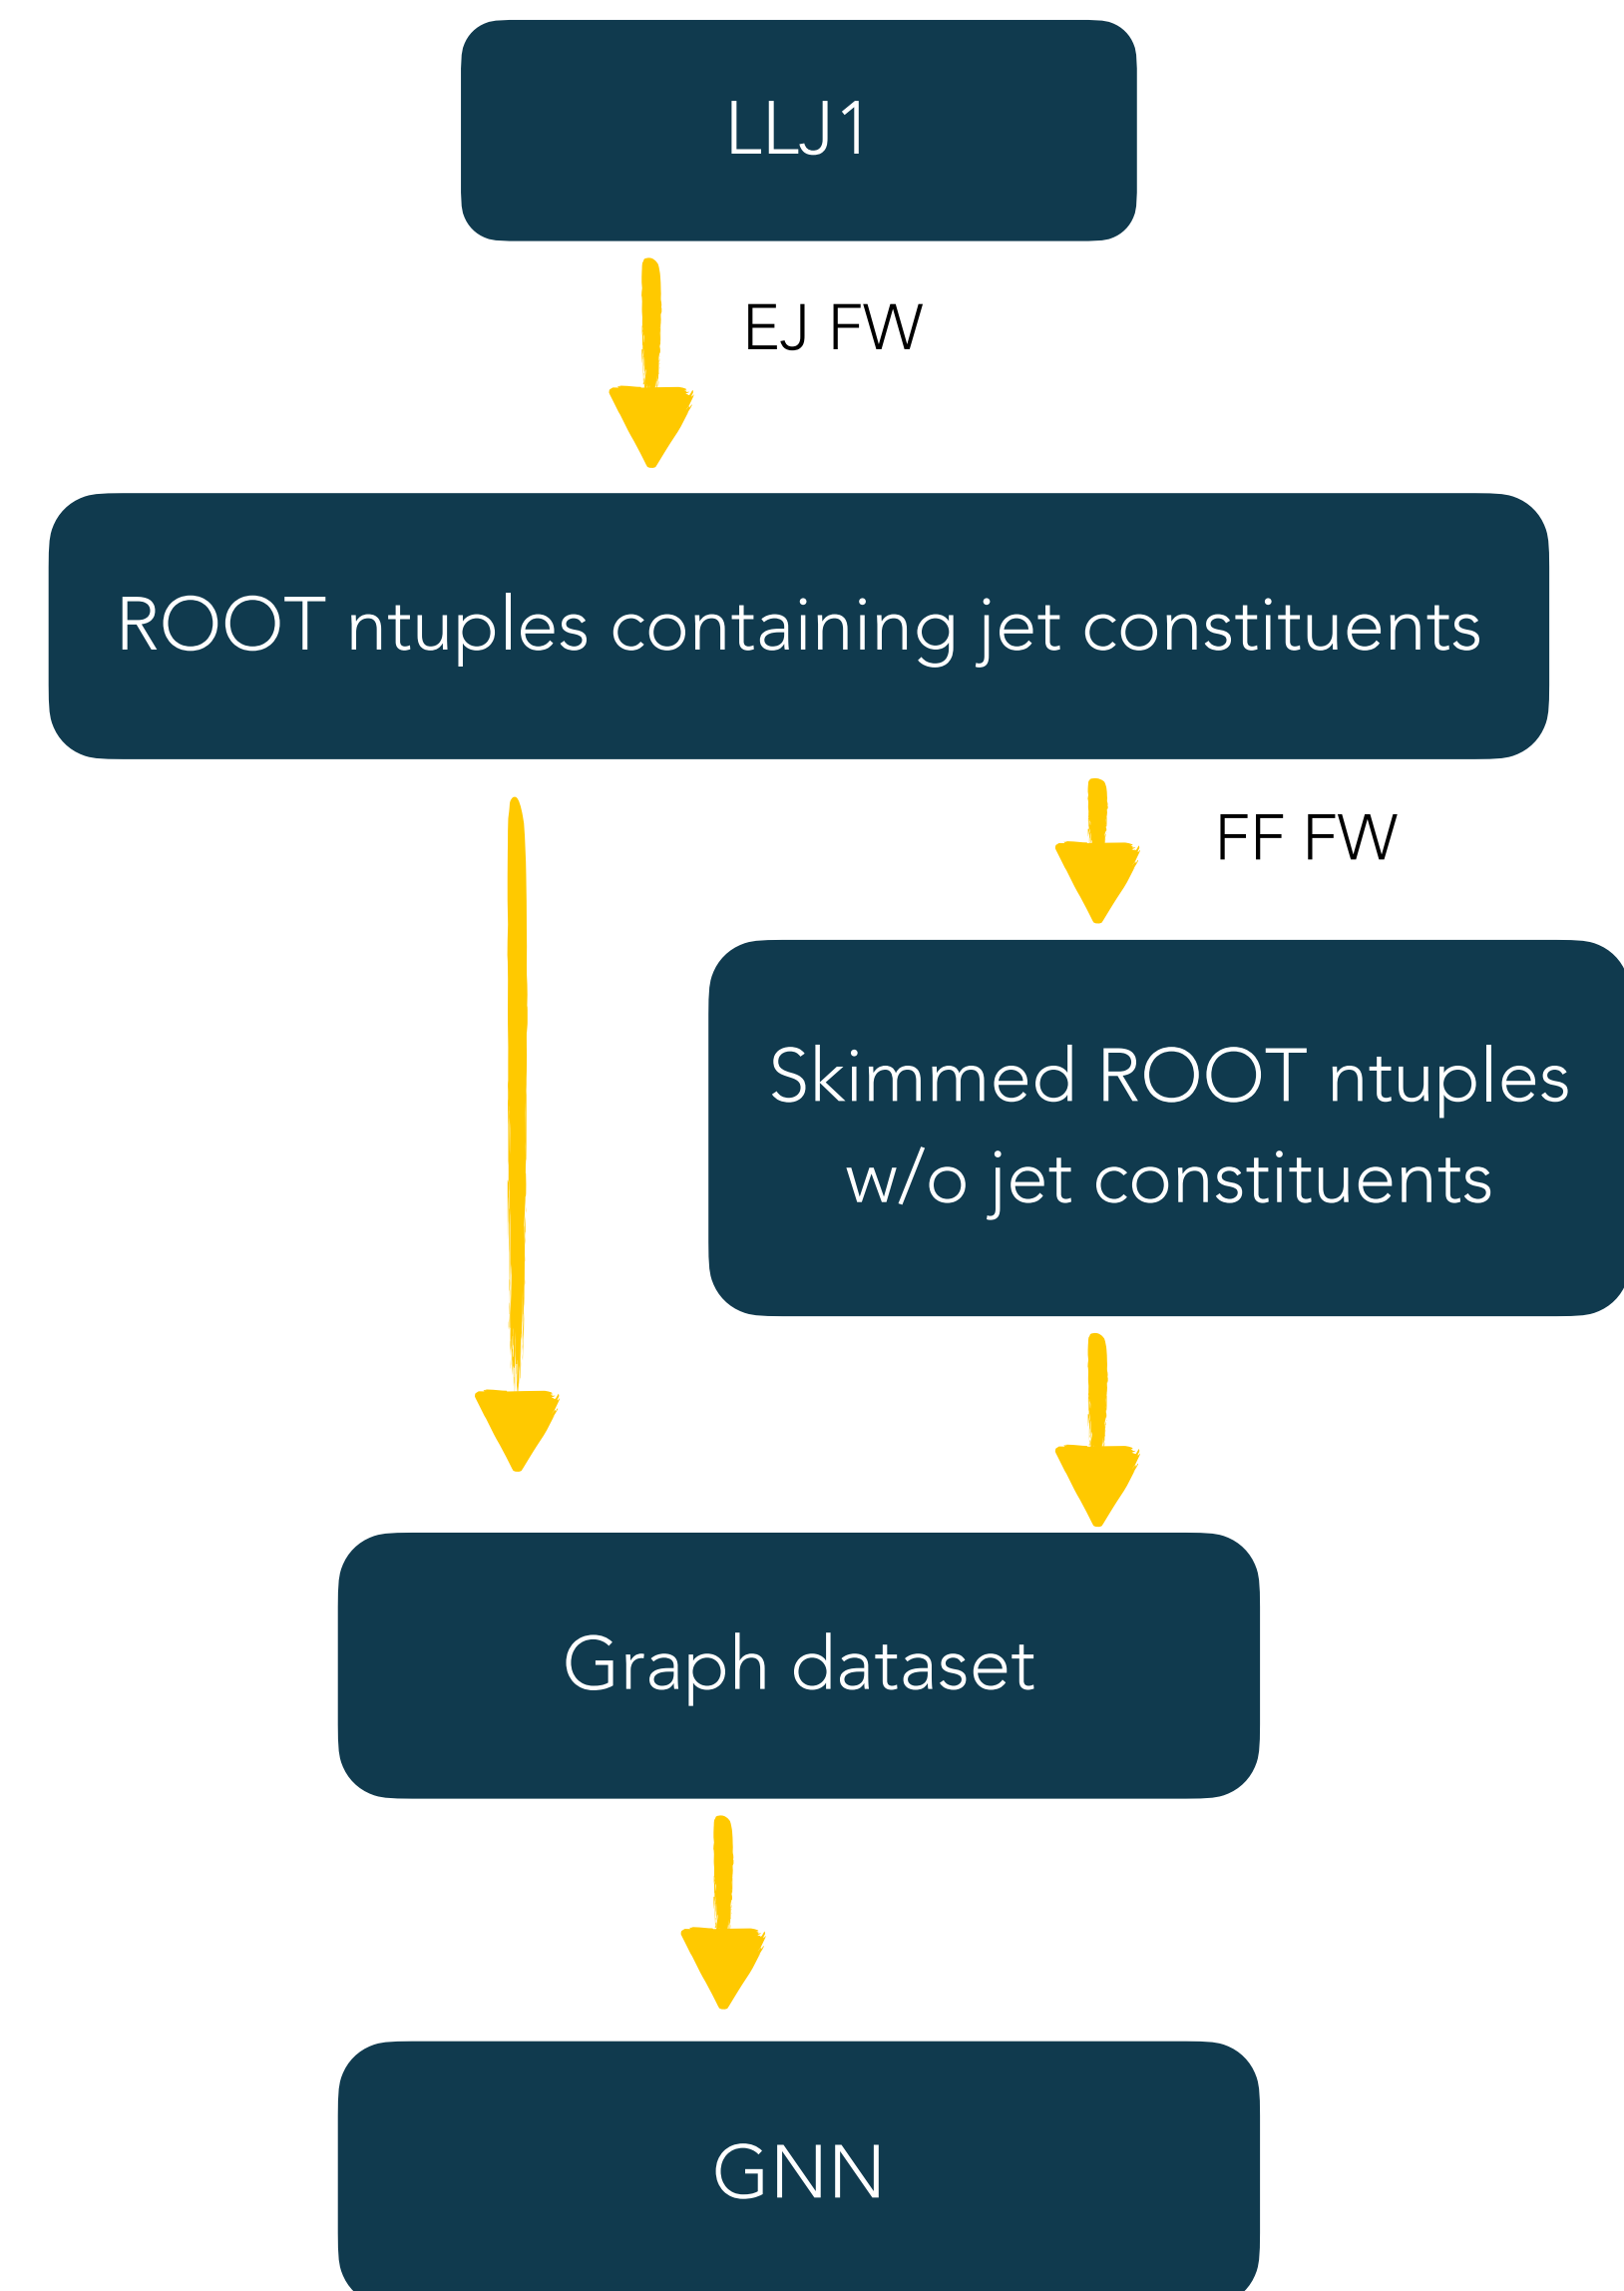 LLJ1
EJ FW
ROOT ntuples containing jet constituents
FF FW
Skimmed ROOT ntuples
w/o jet constituents
Graph dataset
GNN